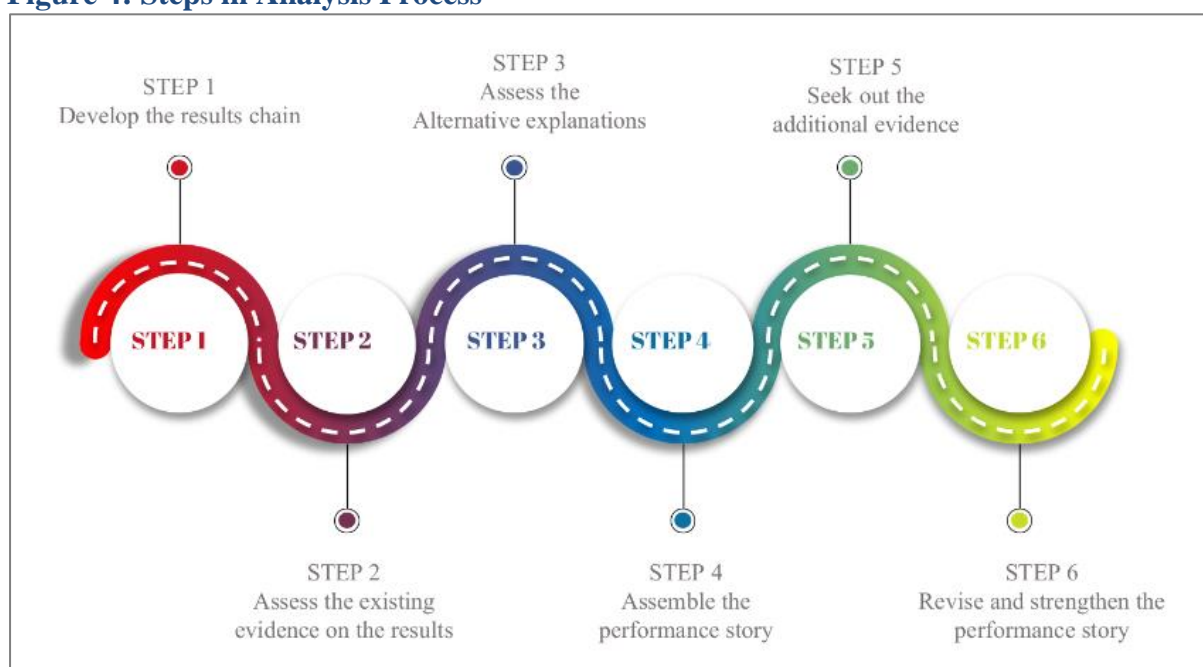 Figure 4: Steps in Analysis Process
STEP 1
Develop the results chain
STEP 3
Assess the
Alternative explanations
STEP 5
Seek out the
additional evidence
STEP 1
STEP 2
STEP 3
STEP 4
STEP 5
STEP 6
STEP 2
Assess the existing
evidence on the results
STEP 4
Assemble the
performance story
STEP 6
Revise and strengthen the
performance story